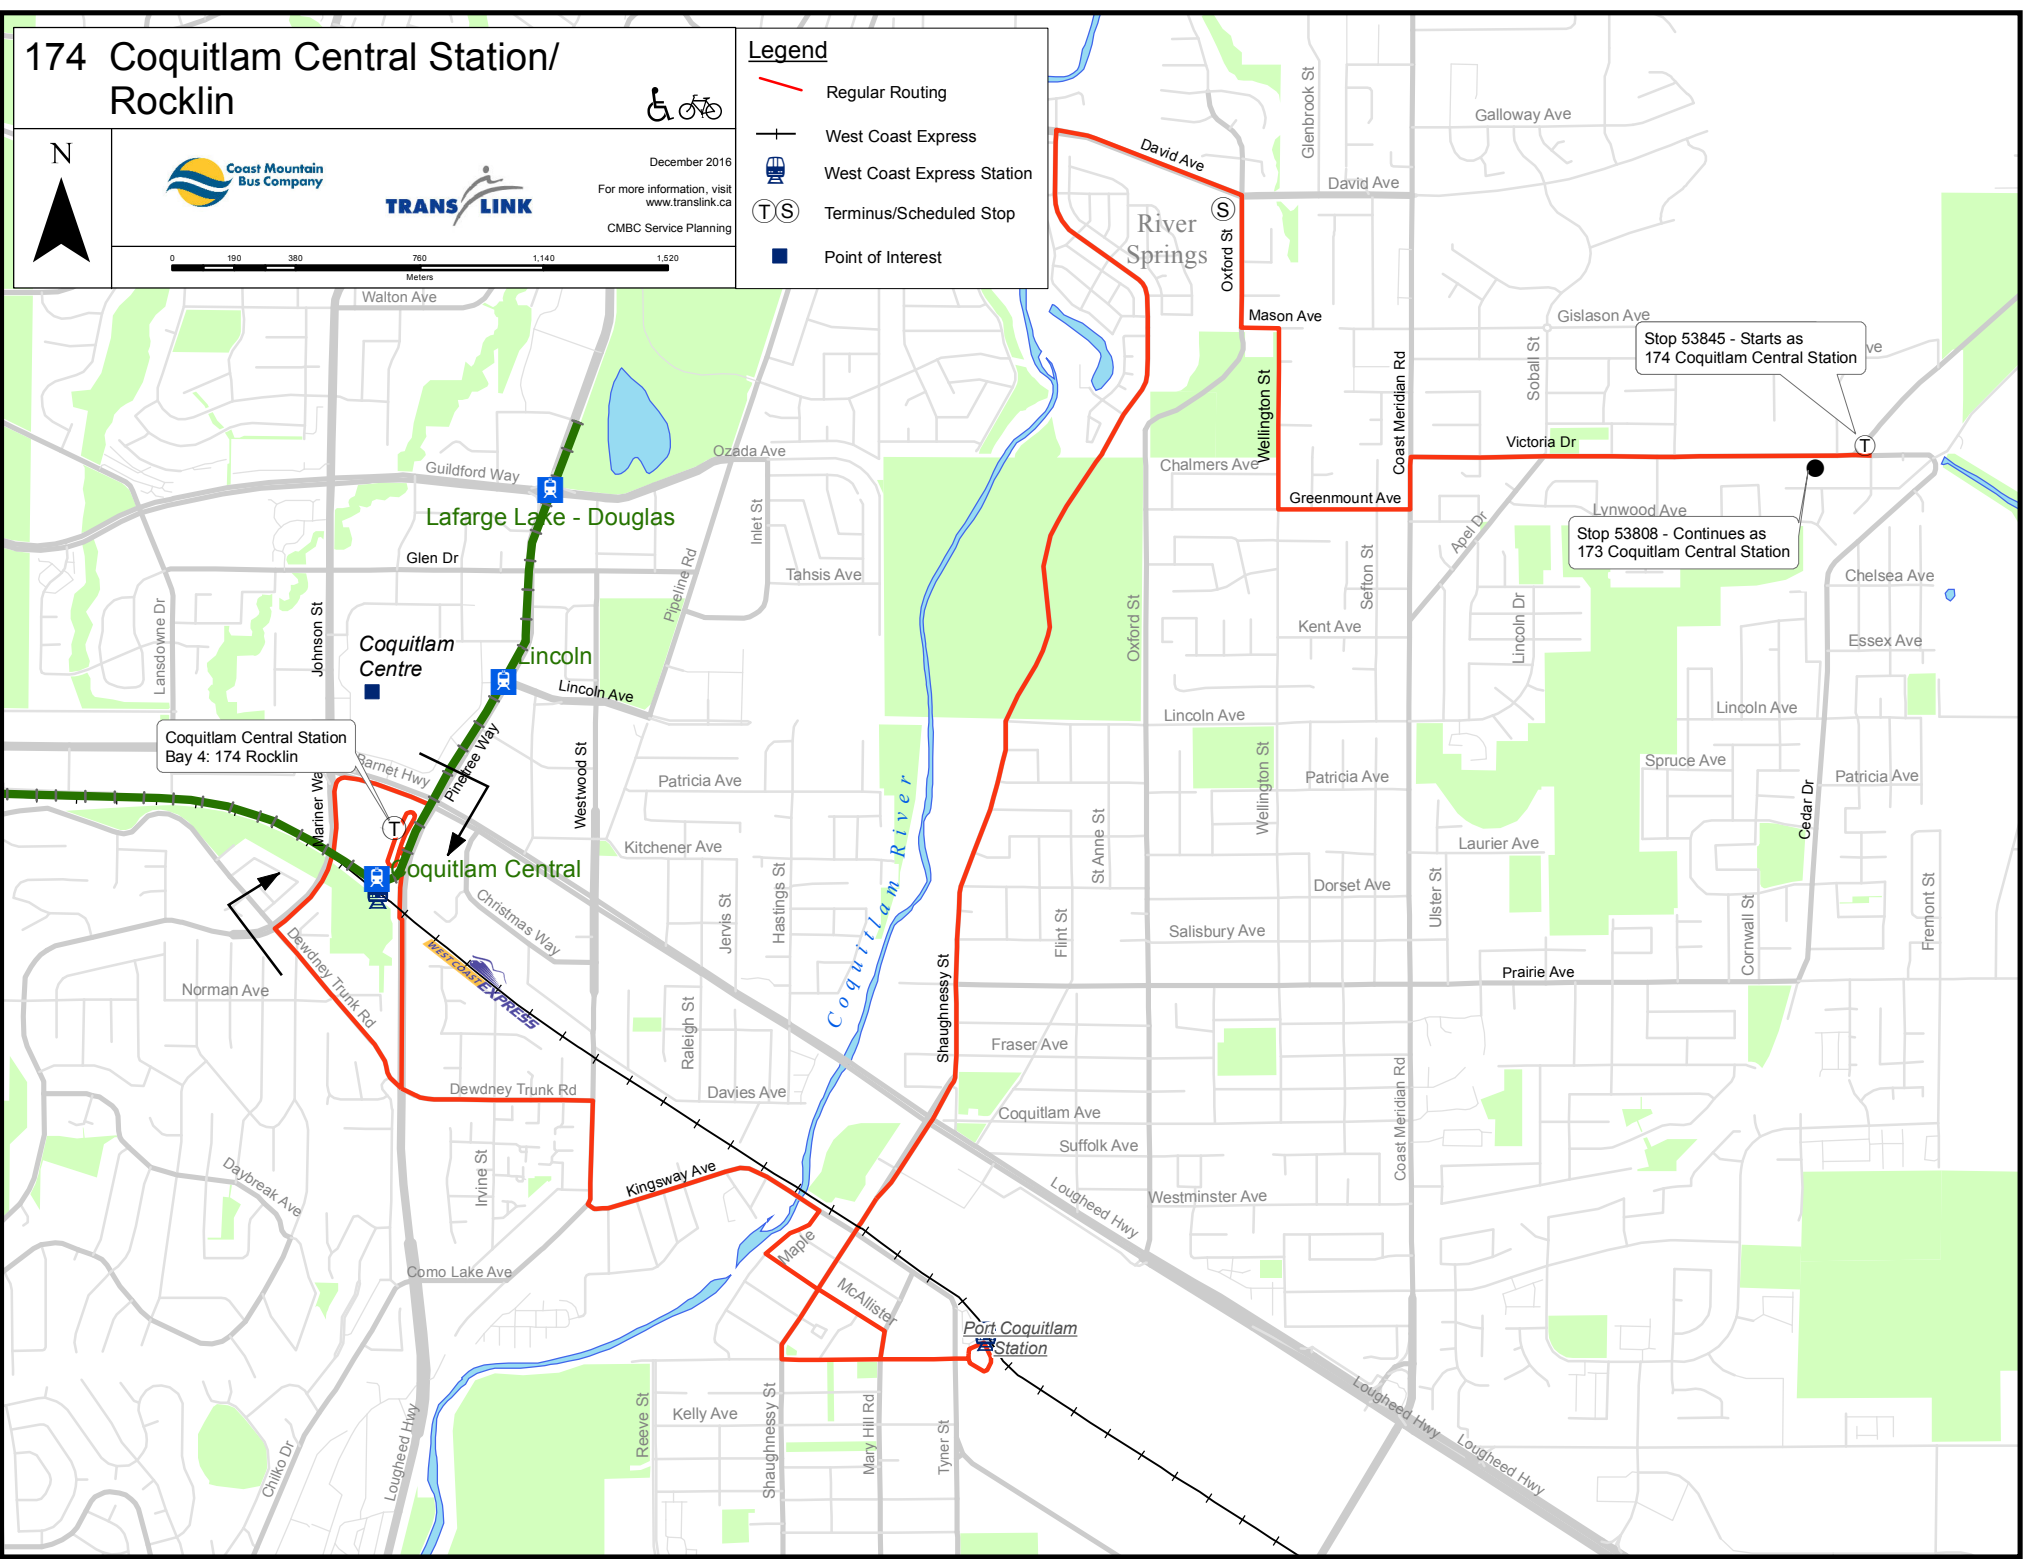 174 Coquitlam Central Station/
Rocklin
N
Coast Mountain
Bus Company
TRANS LINK
December 2016
For more information, visit
www.translink.ca
CMBC Service Planning
0 190 380 760 1,140 1,520
Meters
Legend
Regular Routing
West Coast Express
West Coast Express Station
T S Terminus/Scheduled Stop
Point of Interest
Glenbrook St
Galloway Ave
David Ave
David Ave
S
River
Springs
Oxford St
Walton Ave
Mason Ave
Gislason Ave
Stop 53845 - Starts as
174 Coquitlam Central Station
ve
Soball St
Coast Meridian Rd
Wellington St
T
Victoria Dr
Ozada Ave
Guildford Way
Chalmers Ave
Greenmount Ave
Lynwood Ave
Lafarge Lake - Douglas
Inlet St
Apel Dr
Stop 53808 - Continues as
173 Coquitlam Central Station
Glen Dr
Tahsis Ave
Pipeline Rd
Sefton St
Chelsea Ave
Lansdowne Dr
Johnson St
Oxford St
Kent Ave
Lincoln Dr
Essex Ave
Coquitlam
Centre
Lincoln
Lincoln Ave
Lincoln Ave
Lincoln Ave
Coquitlam Central Station
Bay 4: 174 Rocklin
Barnet Hwy
Pinetree Way
Westwood St
Patricia Ave
Wellington St
Patricia Ave
Spruce Ave
Patricia Ave
Mariner Wa
T
Coquitlam River
Cedar Dr
Kitchener Ave
St Anne St
Laurier Ave
oquitlam Central
Dorset Ave
Ulster St
Christmas Way
Jervis St
Hastings St
Flint St
Salisbury Ave
Cornwall St
Fremont St
Dewdney Trunk Rd
WEST COAST
EXPRESS
Norman Ave
Prairie Ave
Shaughnessy St
Raleigh St
Fraser Ave
Dewdney Trunk Rd
Davies Ave
Coquitlam Ave
Coast Meridian Rd
Suffolk Ave
Daybreak Ave
Irvine St
Kingsway Ave
Lougheed Hwy
Westminster Ave
Maple
Como Lake Ave
McAllister
Port Coquitlam
Station
Reeve St
Kelly Ave
Shaughnessy St
Mary Hill Rd
Tyner St
Chilko Dr
Lougheed Hwy
Lougheed Hwy
Lougheed Hwy